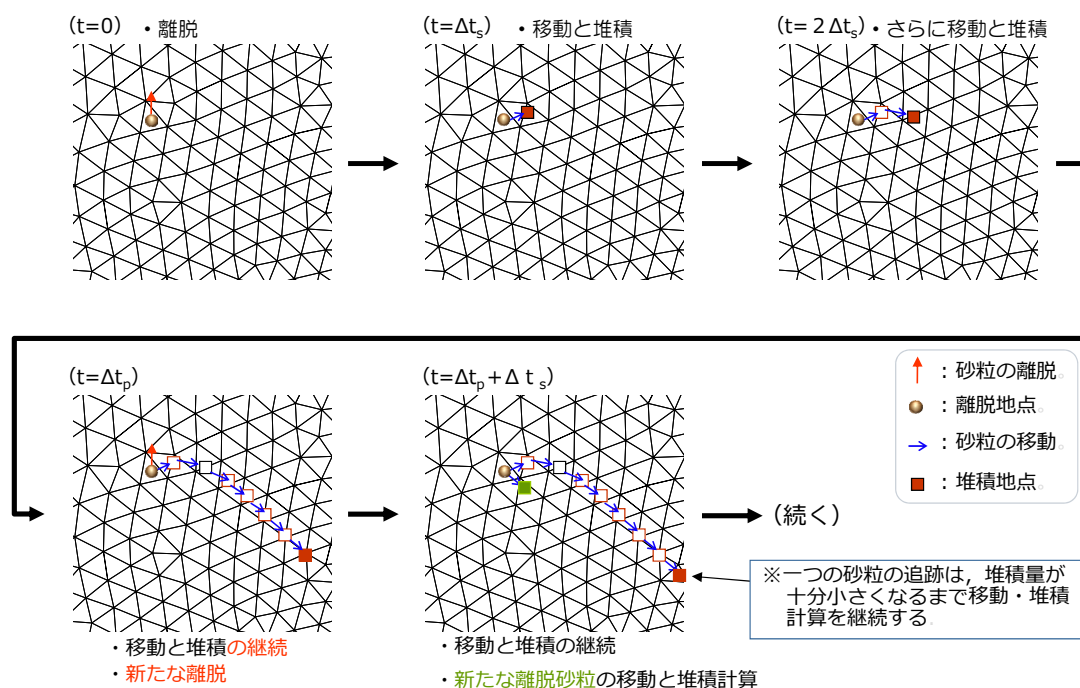 (t=0) ・離脱
(t=Δts) ・移動と堆積
(t=２Δts)・さらに移動と堆積
(t=Δtp)
・移動と堆積の継続
・新たな離脱
(t=Δtp+Δｔs)
・移動と堆積の継続
・新たな離脱砂粒の移動と堆積計算
(続く)
：砂粒の離脱。
：離脱地点。
：砂粒の移動。
：堆積地点。
※一つの砂粒の追跡は，堆積量が
十分小さくなるまで移動・堆積
計算を継続する。